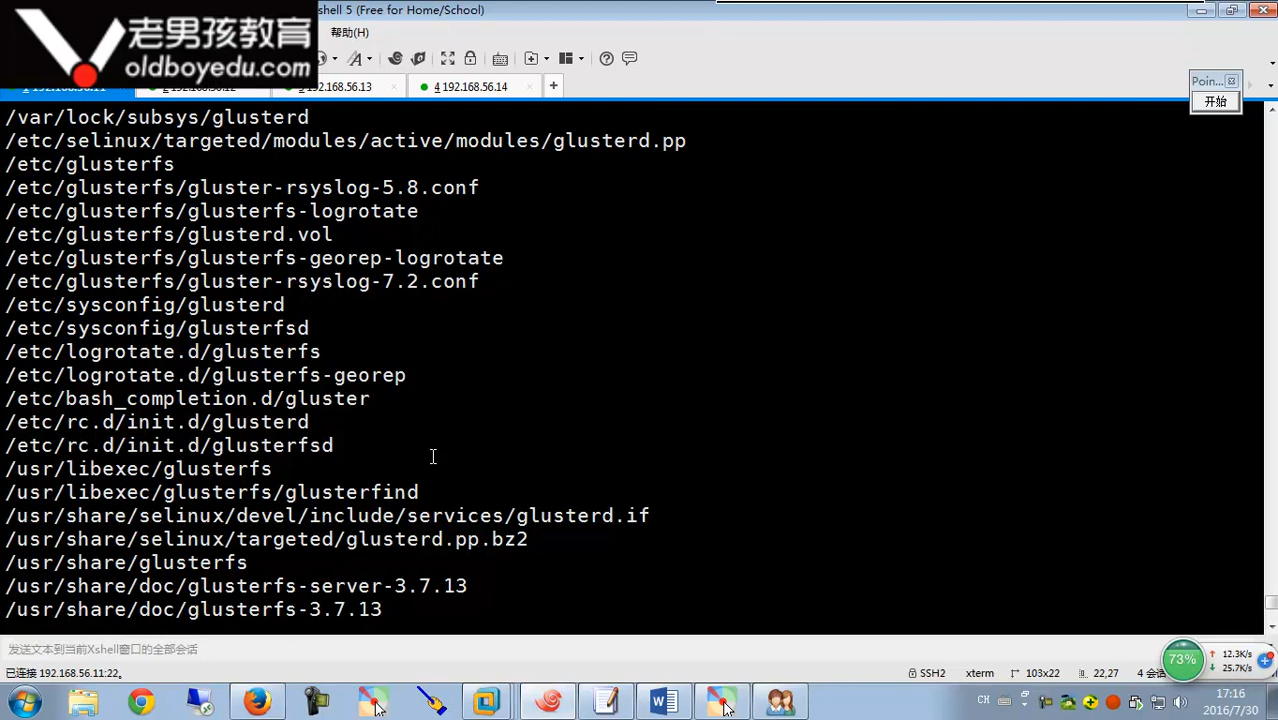 老男孩教育
oldboyedu.com
shell 5 (Free for Home/School)
帮助(H)
192.168.56.13
4 192.168.56.14
Poin...
开始
/var/lock/subsys/glusterd
/etc/selinux/targeted/modules/active/modules/glusterd.pp
/etc/glusterfs
/etc/glusterfs/gluster-rsyslog-5.8.conf
/etc/glusterfs/glusterfs-logrotate
/etc/glusterfs/glusterd.vol
/etc/glusterfs/glusterfs-georep-logrotate
/etc/glusterfs/gluster-rsyslog-7.2.conf
/etc/sysconfig/glusterd
/etc/sysconfig/glusterfsd
/etc/logrotate.d/glusterfs
/etc/logrotate.d/glusterfs-georep
/etc/bash_completion.d/gluster
/etc/rc.d/init.d/glusterd
/etc/rc.d/init.d/glusterfsd
/usr/libexec/glusterfs
/usr/libexec/glusterfs/glusterfind
/usr/share/selinux/devel/include/services/glusterd.if
/usr/share/selinux/targeted/glusterd.pp.bz2
/usr/share/glusterfs
/usr/share/doc/glusterfs-server-3.7.13
/usr/share/doc/glusterfs-3.7.13
发送文本到当前Xshell窗口的全部会话
已连接 192.168.56.11:22。
SSH2
xterm
103x22
22,27
4 会话
73%
12.3K/s
25.7K/s
CH
17:16
2016/7/30